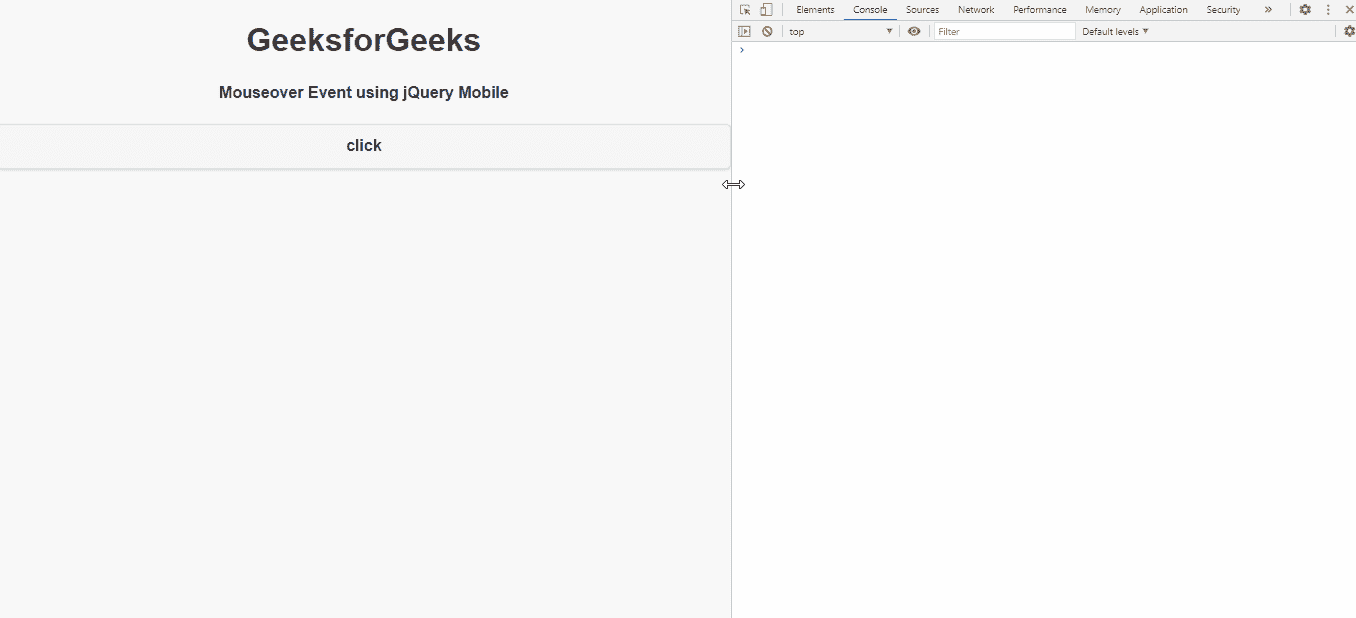 GeeksforGeeks
Mouseover Event using jQuery Mobile
click
Elements Console Sources Network Performance Memory Application Security »
top ▼ Filter Default levels ▼
›